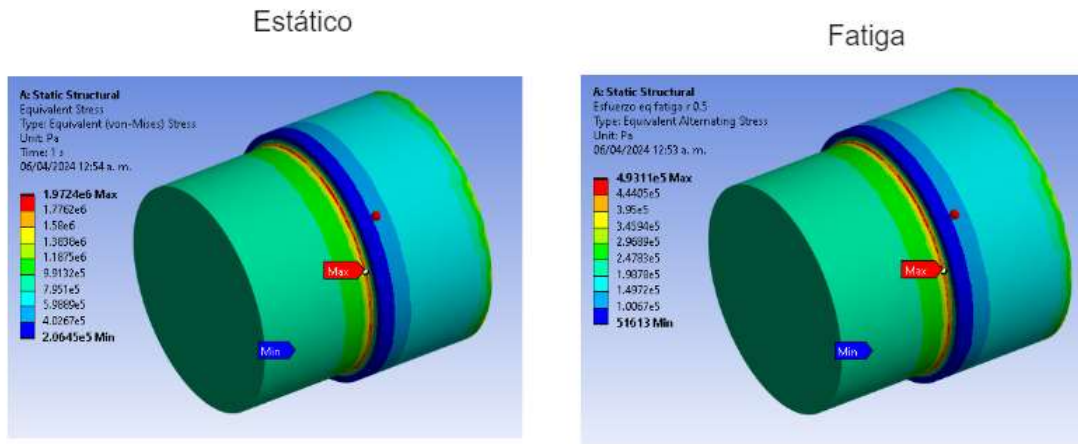 Estático
Fatiga
A: Static Structural
Equivalent Stress
Type: Equivalent (von-Mises) Stress
Unit: Pa
Time: 1 s
06/04/2024 12:54 a. m.
1.9724e6 Max
1.7762e6
1.58e6
1.3838e6
1.1875e6
9.9132e5
7.951e5
5.9889e5
4.0267e5
2.0645e5 Min
Max
Min
A: Static Structural
Esfuerzo eq fatiga r 0.5
Type: Equivalent Alternating Stress
Unit: Pa
06/04/2024 12:53 a. m.
4.9311e5 Max
4.4405e5
3.95e5
3.4594e5
2.9689e5
2.4783e5
1.9878e5
1.4972e5
1.0067e5
51613 Min
Max
Min